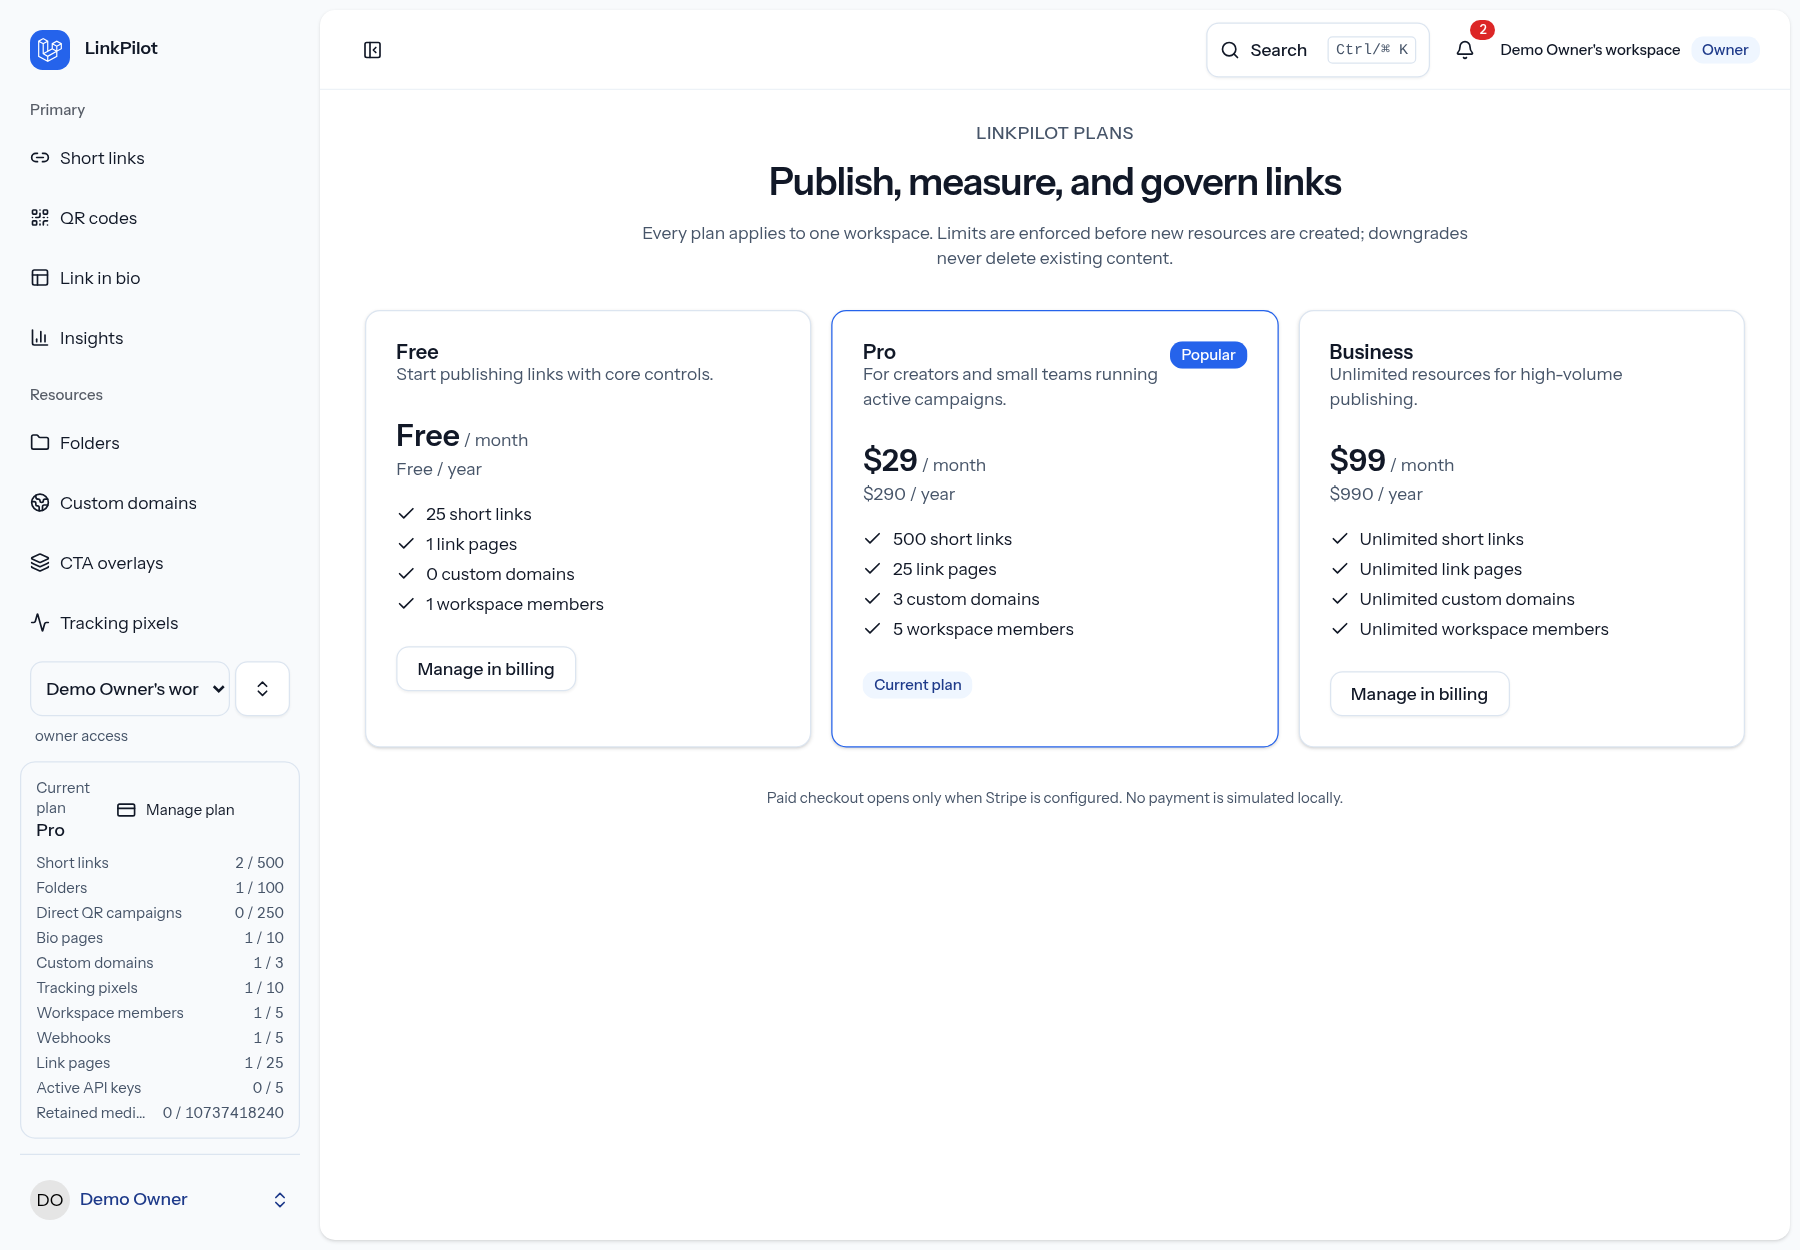 LinkPilot
Primary
Short links
QR codes
Link in bio
Insights
Resources
Folders
Custom domains
CTA overlays
Tracking pixels
Demo Owner's wor
owner access
Current plan
Pro
Manage plan
Short links 2 / 500
Folders 1 / 100
Direct QR campaigns 0 / 250
Bio pages 1 / 10
Custom domains 1 / 3
Tracking pixels 1 / 10
Workspace members 1 / 5
Webhooks 1 / 5
Link pages 1 / 25
Active API keys 0 / 5
Retained medi... 0 / 10737418240
DO Demo Owner
Search Ctrl/⌘ K
2
Demo Owner's workspace Owner
LINKPILOT PLANS
Publish, measure, and govern links
Every plan applies to one workspace. Limits are enforced before new resources are created; downgrades
never delete existing content.
Free
Start publishing links with core controls.
Free / month
Free / year
25 short links
1 link pages
0 custom domains
1 workspace members
Manage in billing
Pro
Popular
For creators and small teams running
active campaigns.
$29 / month
$290 / year
500 short links
25 link pages
3 custom domains
5 workspace members
Current plan
Business
Unlimited resources for high-volume
publishing.
$99 / month
$990 / year
Unlimited short links
Unlimited link pages
Unlimited custom domains
Unlimited workspace members
Manage in billing
Paid checkout opens only when Stripe is configured. No payment is simulated locally.